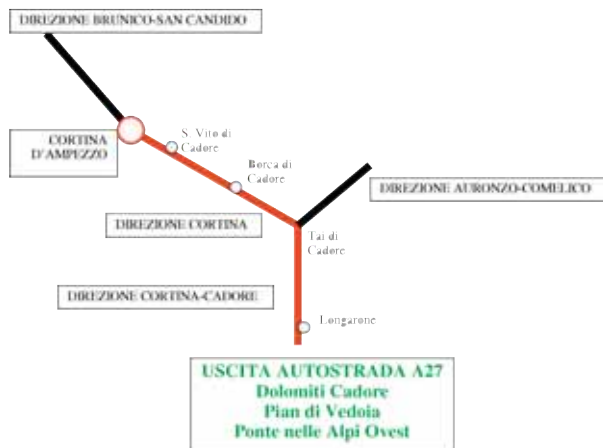 DIREZIONE BRUNICO-SAN CANDIDO
S. Vito di
Cadore
CORTINA
D'AMPEZZO
Borca di
Cadore
DIREZIONE AURONZO-COMELICO
DIREZIONE CORTINA
Tai di
Cadore
DIREZIONE CORTINA-CADORE
Longarone
USCITA AUTOSTRADA A27
Dolomiti Cadore
Pian di Vedoia
Ponte nelle Alpi Ovest